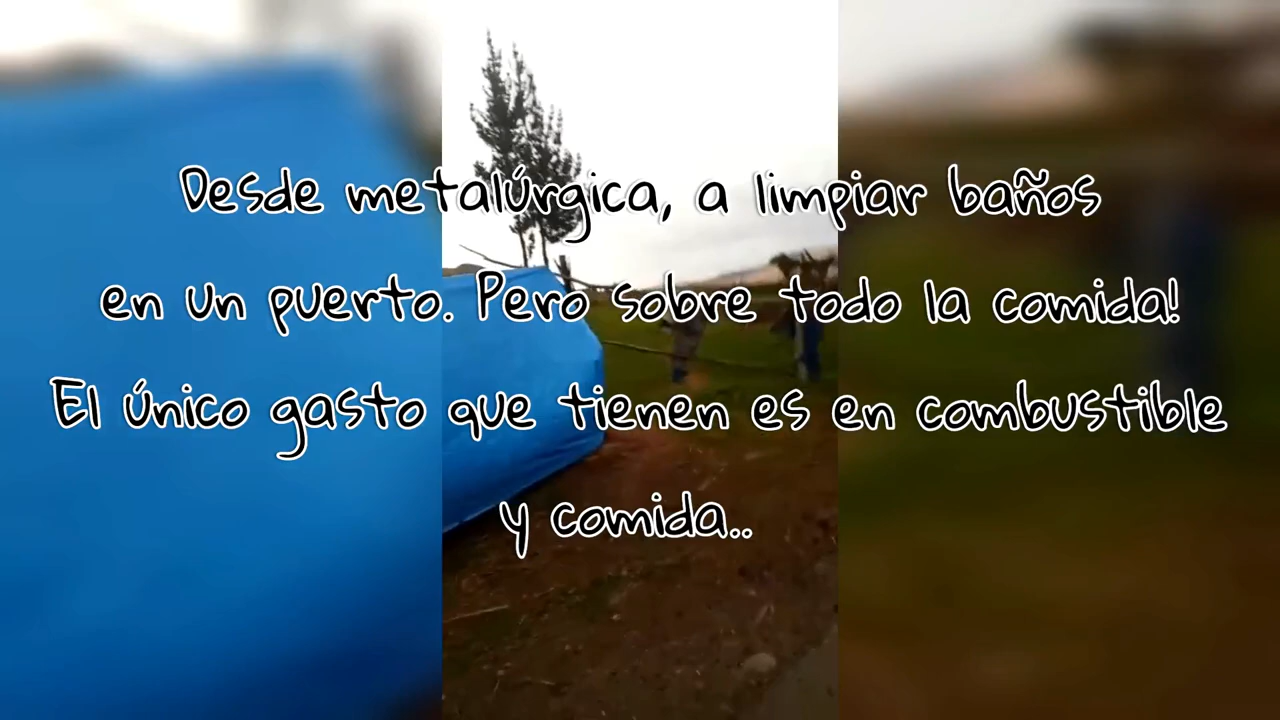 Desde metalúrgica, a limpiar baños
en un puerto. Pero sobre todo la comida!
El único gasto que tienen es en combustible
y comida..